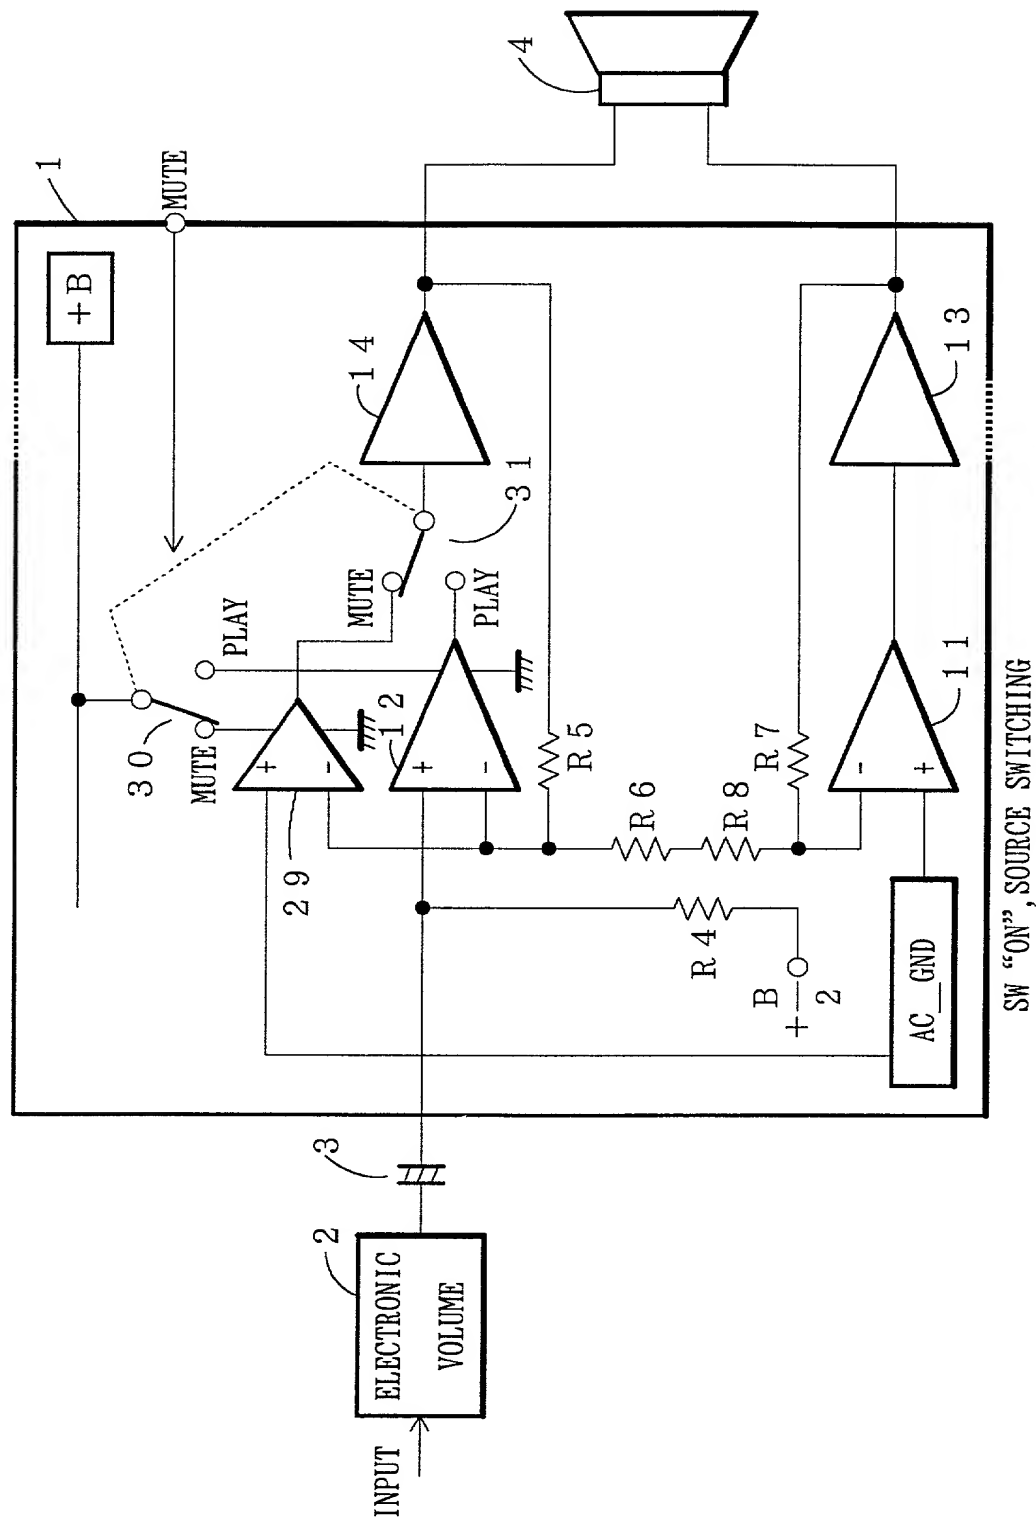 1
MUTE
+B
4
14
13
31
MUTE
PLAY
PLAY
30
MUTE
+
-
29
12
+
-
R5
R6
R8
R7
-
+
11
R4
+B
2
AC_GND
3
2
ELECTRONIC
VOLUME
INPUT
SW “ON”, SOURCE SWITCHING